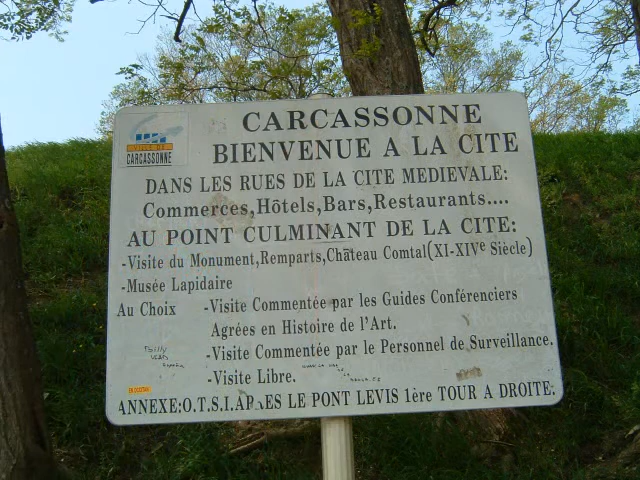 CARCASSONNE
VILLE DE
CARCASSONNE
BIENVENUE A LA CITE
DANS LES RUES DE LA CITE MEDIEVALE:
Commerces,Hôtels,Bars,Restaurants....
AU POINT CULMINANT DE LA CITE:
-Visite du Monument,Remparts,Château Comtal(XI-XIVe Siècle)
-Musée Lapidaire
Au Choix -Visite Commentée par les Guides Conférenciers
Agrées en Histoire de l'Art.
-Visite Commentée par le Personnel de Surveillance.
-Visite Libre.
ANNEXE:O.T.S.I.APRES LE PONT LEVIS 1ère TOUR A DROITE.